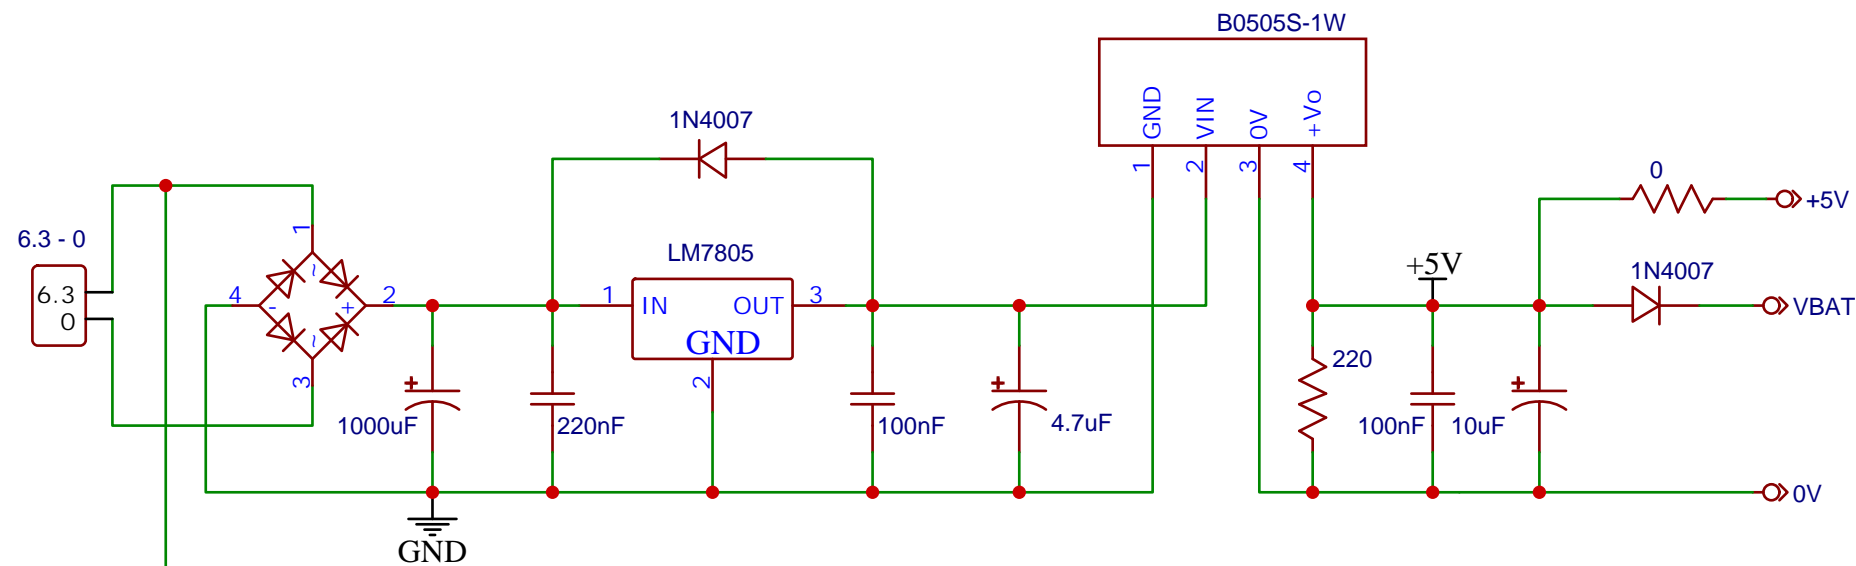 B0505S-1W
GND
VIN
0V
+Vo
1
2
3
4
1N4007
0
+5V
6.3 - 0
6.3
0
1
~
4
-
+
2
~
3
LM7805
1
IN
OUT
3
GND
2
+5V
1N4007
VBAT
+
1000uF
220nF
100nF
+
4.7uF
220
100nF
+
10uF
0V
GND